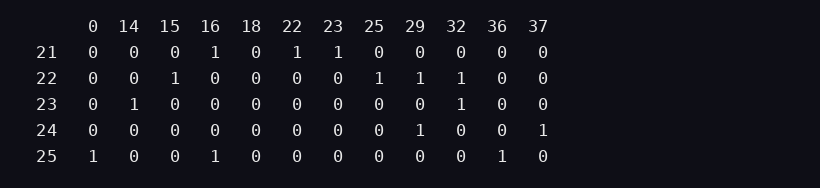 0 14 15 16 18 22 23 25 29 32 36 37
21 0 0 0 1 0 1 1 0 0 0 0 0
22 0 0 1 0 0 0 0 1 1 1 0 0
23 0 1 0 0 0 0 0 0 0 1 0 0
24 0 0 0 0 0 0 0 0 1 0 0 1
25 1 0 0 1 0 0 0 0 0 0 1 0